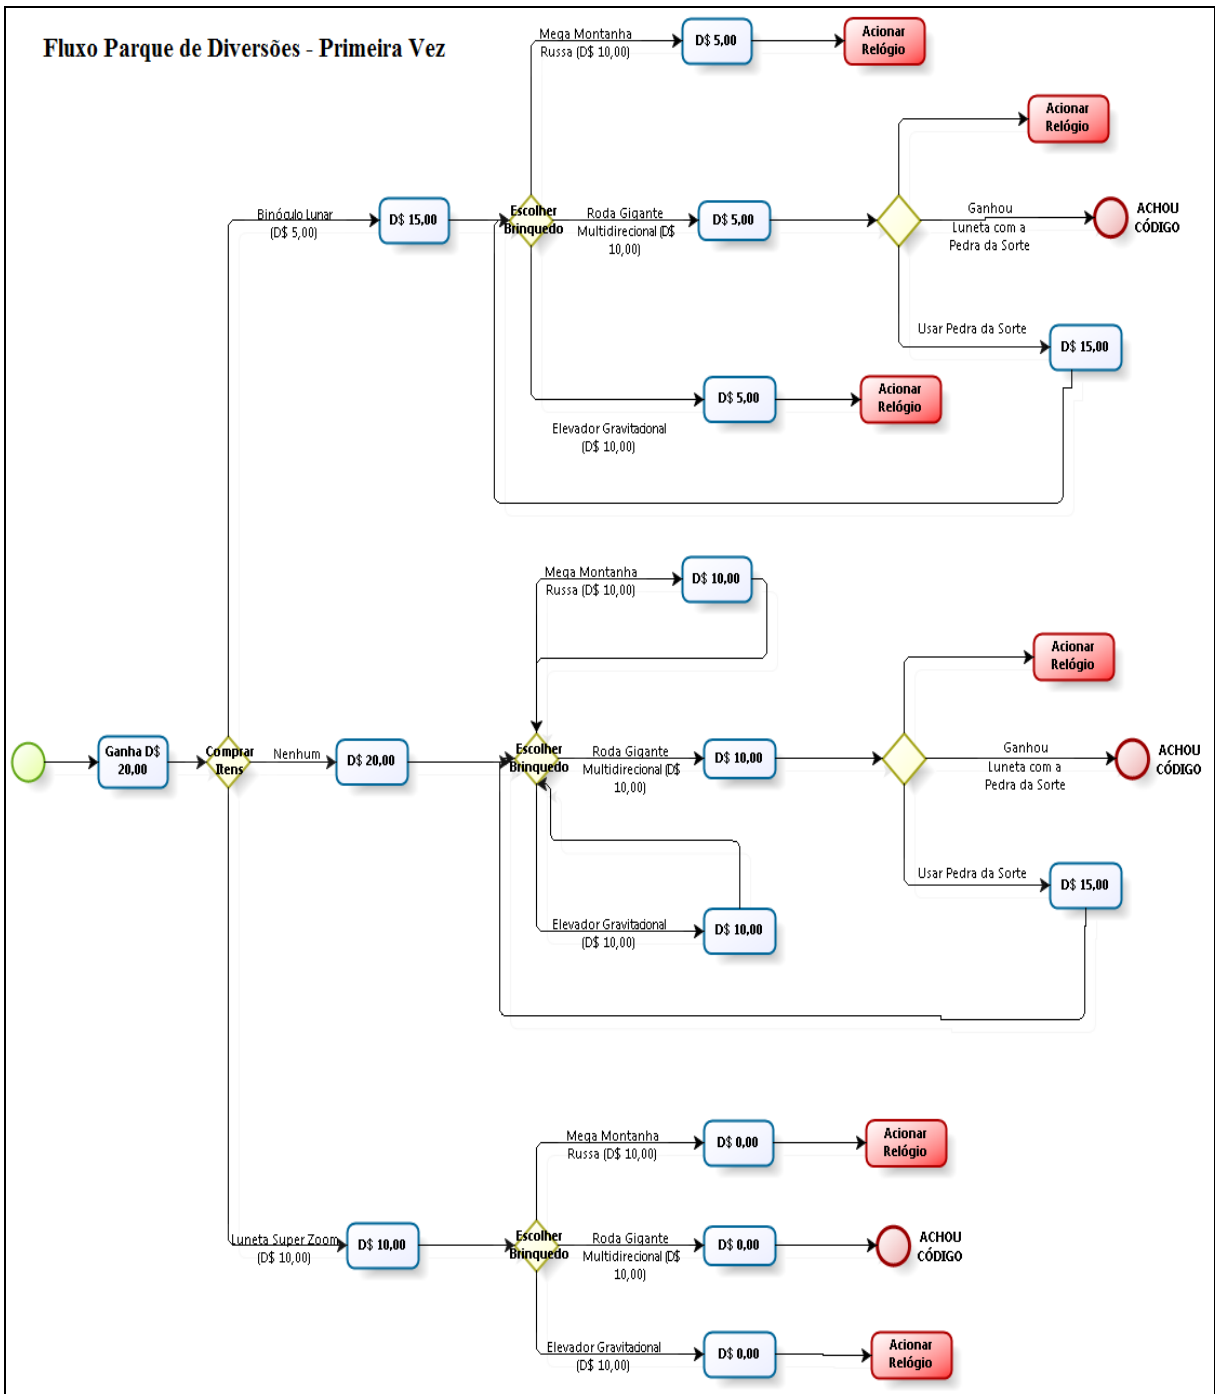 Fluxo Parque de Diversões - Primeira Vez
Mega Montanha
Russa (D$ 10,00)
D$ 5,00
Acionar
Relógio
Acionar
Relógio
Binóculo Lunar
(D$ 5,00)
D$ 15,00
Escolher
Brinquedo
Roda Gigante
Multidirecional (D$
10,00)
D$ 5,00
Ganhou
Luneta com a
Pedra da Sorte
ACHOU
CÓDIGO
Usar Pedra da Sorte
D$ 15,00
Elevador Gravitacional
(D$ 10,00)
D$ 5,00
Acionar
Relógio
Mega Montanha
Russa (D$ 10,00)
D$ 10,00
Acionar
Relógio
Ganha D$
20,00
Comprar
Itens
Nenhum
D$ 20,00
Escolher
Brinquedo
Roda Gigante
Multidirecional (D$
10,00)
D$ 10,00
Ganhou
Luneta com a
Pedra da Sorte
ACHOU
CÓDIGO
Usar Pedra da Sorte
D$ 15,00
Elevador Gravitacional
(D$ 10,00)
D$ 10,00
Mega Montanha
Russa (D$ 10,00)
D$ 0,00
Acionar
Relógio
Luneta Super Zoom
(D$ 10,00)
D$ 10,00
Escolher
Brinquedo
Roda Gigante
Multidirecional (D$
10,00)
D$ 0,00
ACHOU
CÓDIGO
Elevador Gravitacional
(D$ 10,00)
D$ 0,00
Acionar
Relógio